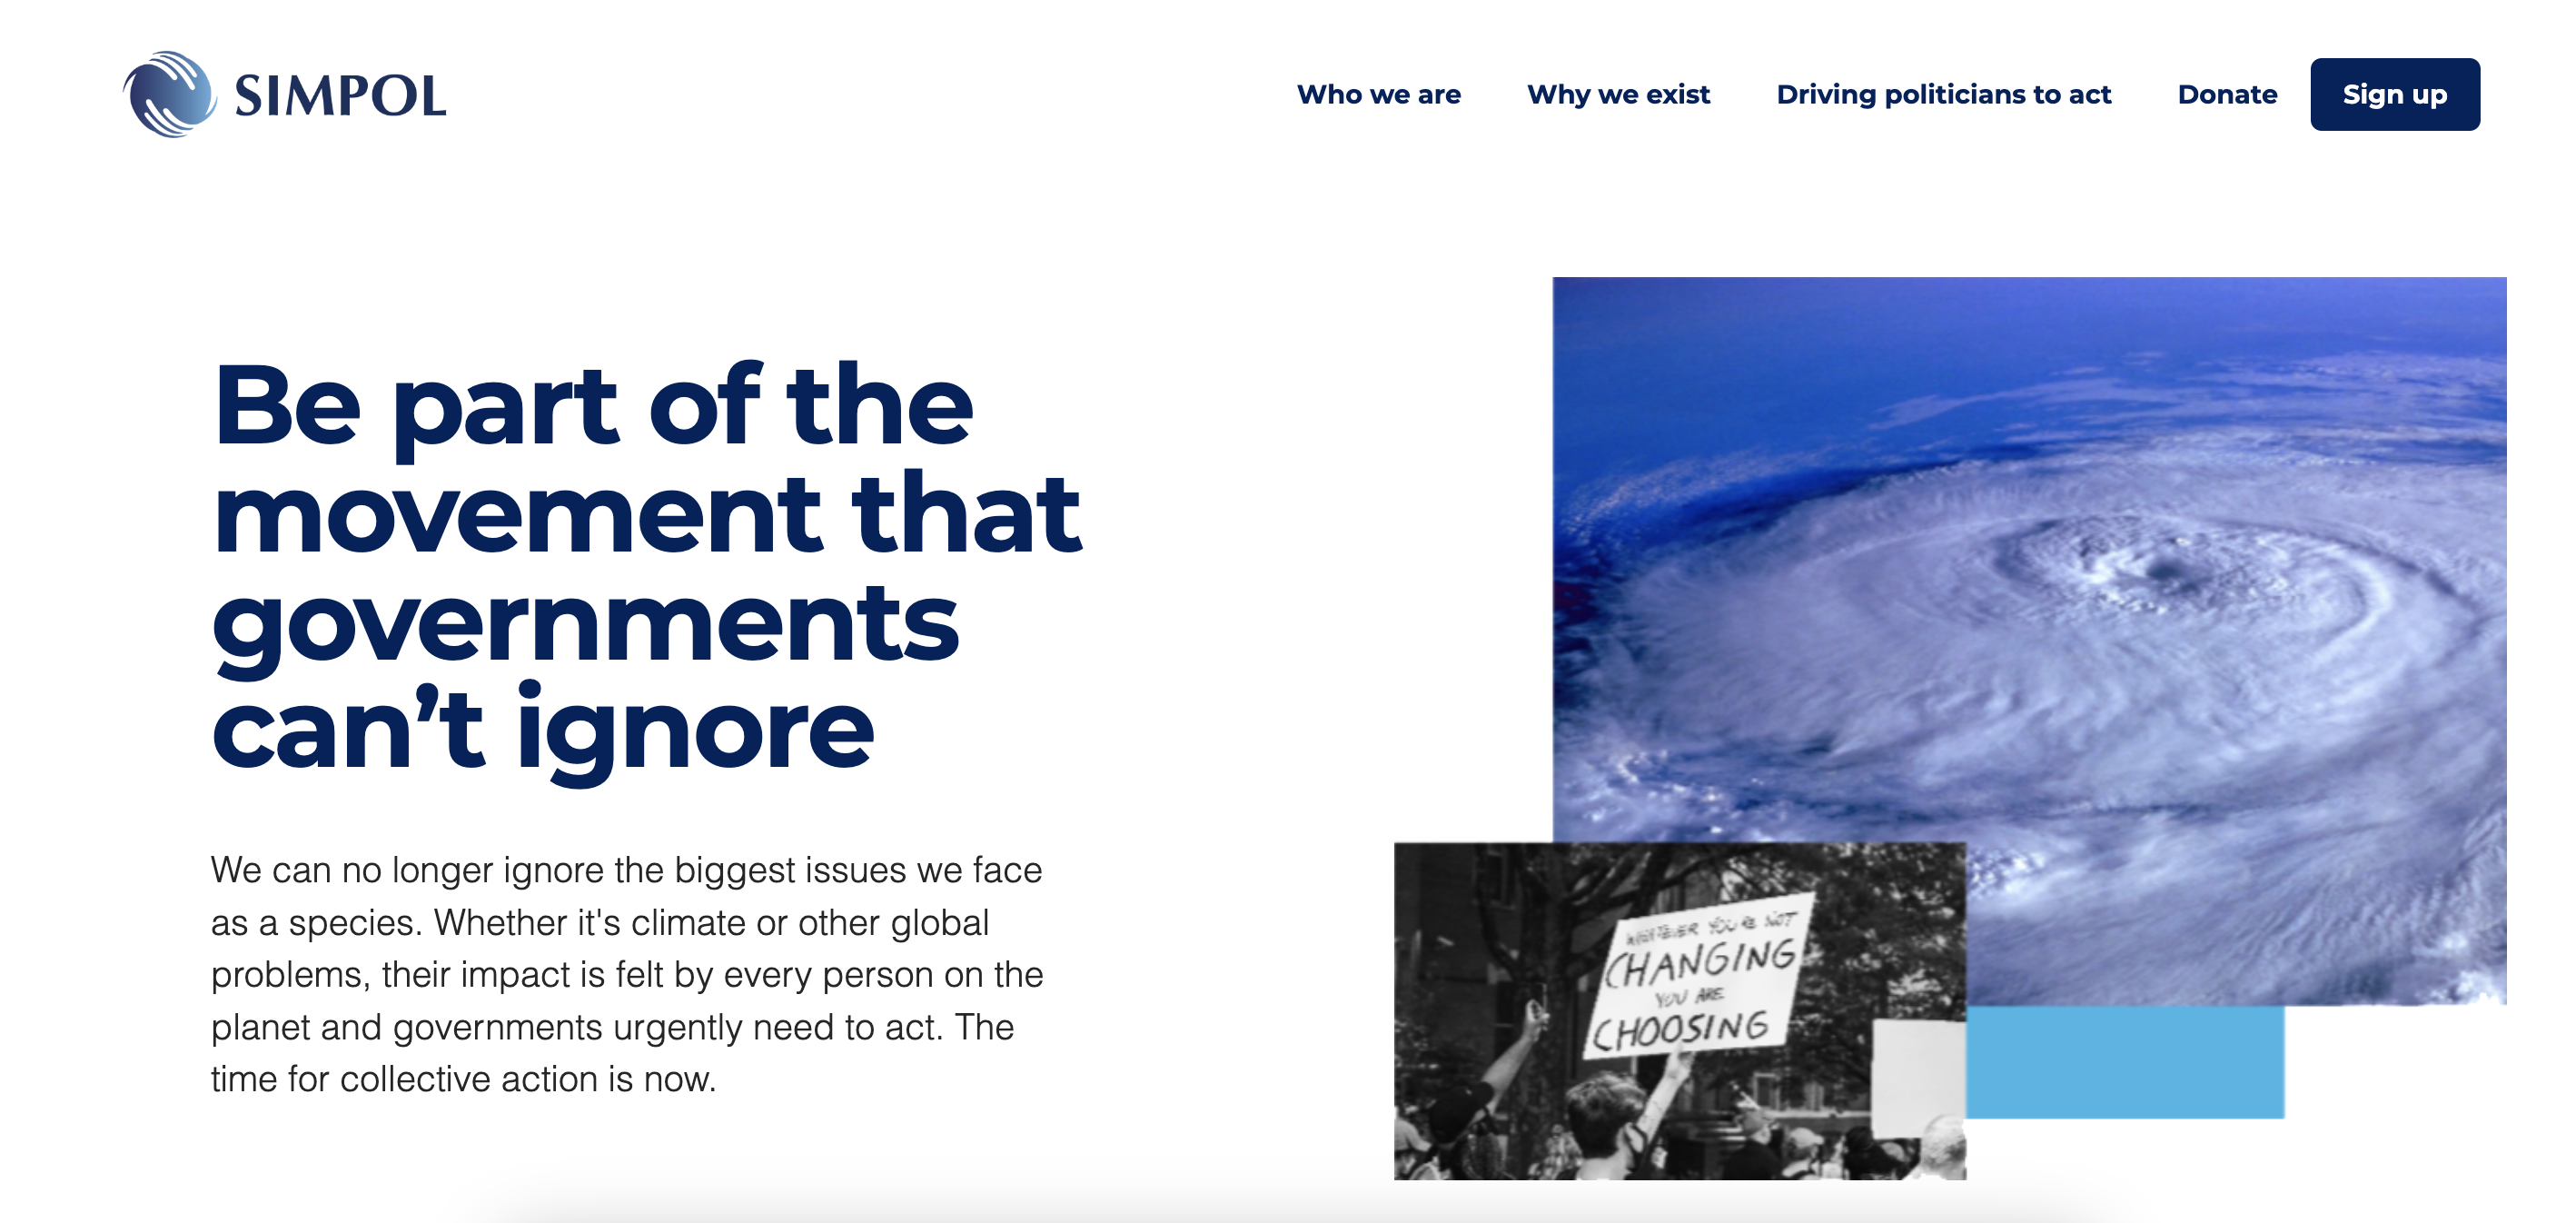 SIMPOL
Who we are
Why we exist
Driving politicians to act
Donate
Sign up
Be part of the
movement that
governments
can’t ignore
We can no longer ignore the biggest issues we face
as a species. Whether it's climate or other global
problems, their impact is felt by every person on the
planet and governments urgently need to act. The
time for collective action is now.
WHATEVER YOU'RE NOT
CHANGING
YOU ARE
CHOOSING